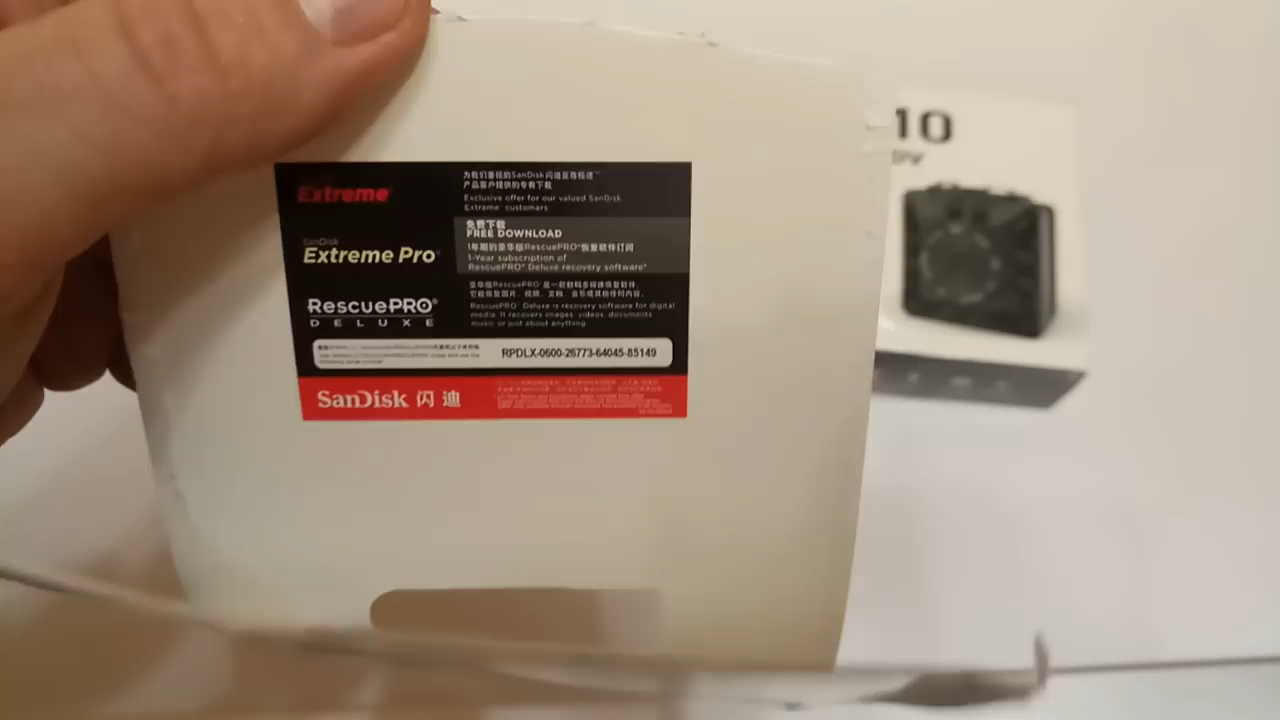 Extreme
SanDisk
Extreme Pro
RescuePRO®
DELUXE
为我们重视的SanDisk闪迪至尊极速™
产品客户提供的专有下载
Exclusive offer for our valued SanDisk
Extreme™ customers.
免费下载
FREE DOWNLOAD
1年期的豪华版RescuePRO®恢复软件订阅
1-Year subscription of
RescuePRO® Deluxe recovery software*
豪华版RescuePRO®是一款数码多媒体恢复软件,
它能恢复图片、视频、文档、音乐或其他任何内容。
RescuePRO® Deluxe is recovery software for digital
media. It recovers images, videos, documents
music or just about anything.
RPDLX-0600-26773-64045-85149
SanDisk 闪迪
10